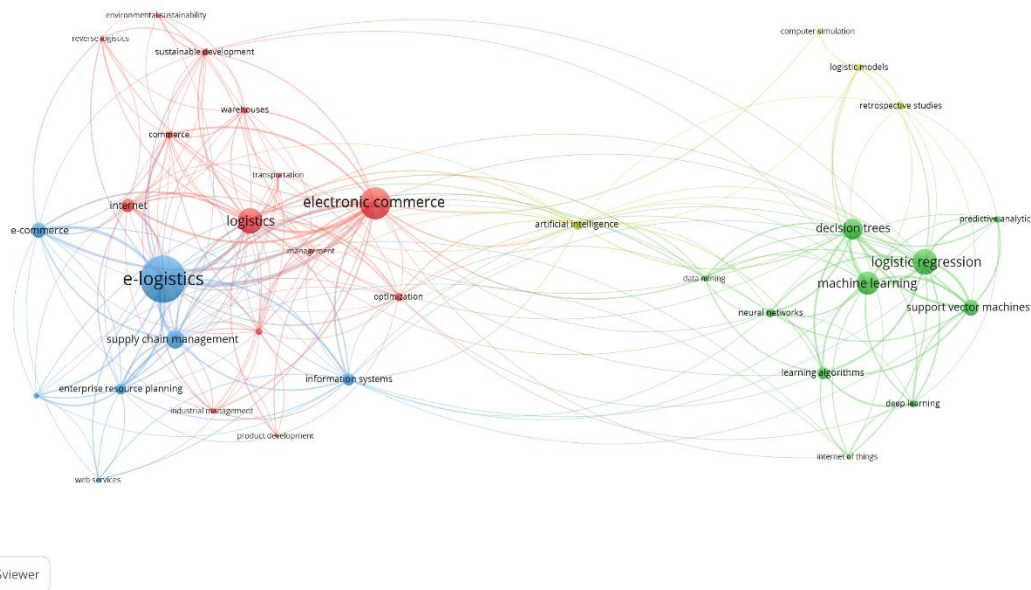 environmental sustainability
computer simulation
reverse logistics
sustainable development
logistic models
warehouses
retrospective studies
commerce
transportation
electronic commerce
internet
logistics
artificial intelligence
predictive analytic
e-commerce
decision trees
management
logistic regression
e-logistics
data mining
machine learning
optimization
support vector machines
neural networks
supply chain management
information systems
learning algorithms
enterprise resource planning
deep learning
industrial management
product development
internet of things
web services
viewer